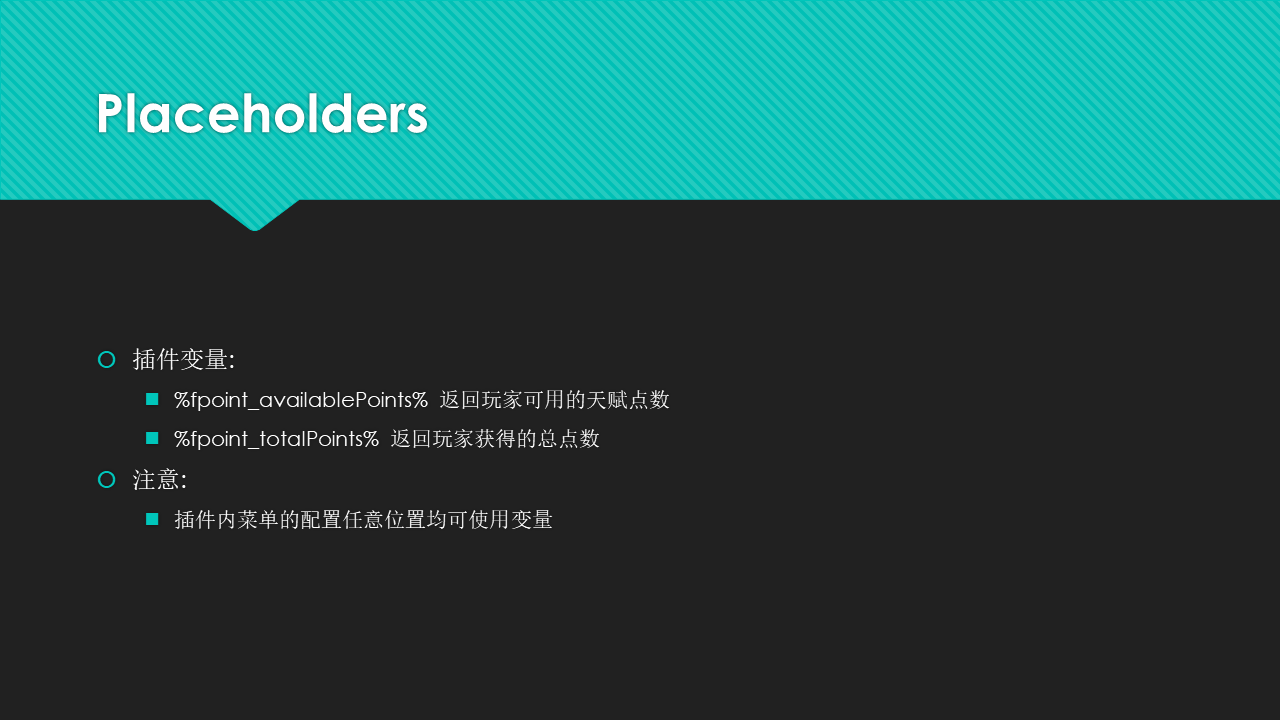 Placeholders
插件变量:
%fpoint_availablePoints% 返回玩家可用的天赋点数
%fpoint_totalPoints% 返回玩家获得的总点数
注意:
插件内菜单的配置任意位置均可使用变量